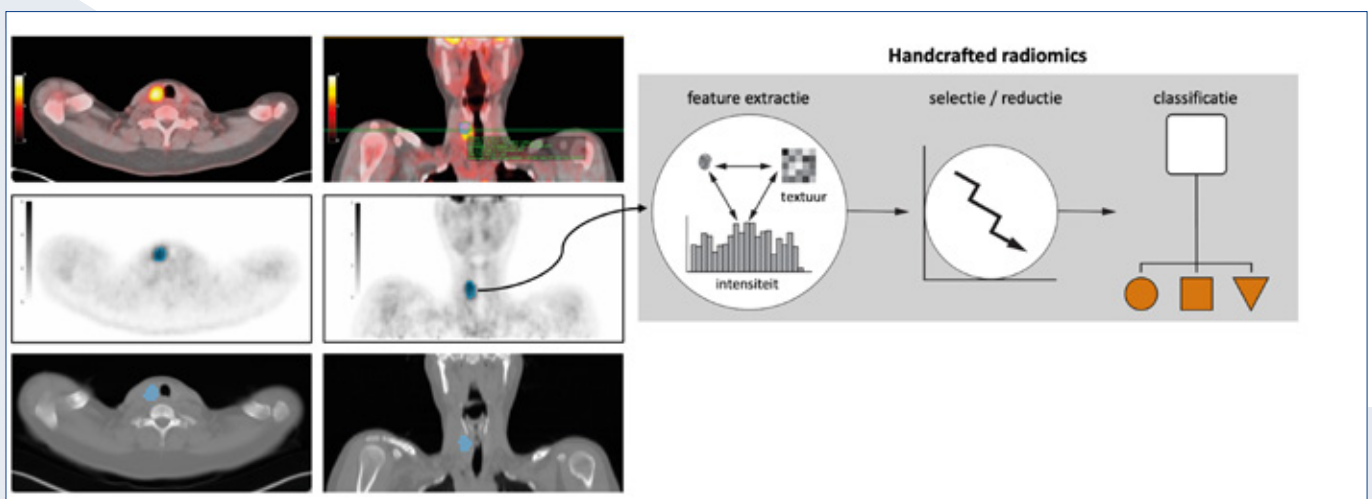 Handcrafted radiomics
feature extractie
selectie / reductie
classificatie
textuur
intensiteit